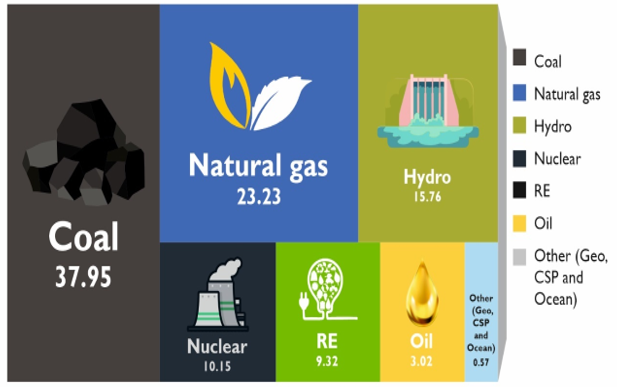 Coal
37.95
Natural gas
23.23
Hydro
15.76
Nuclear
10.15
RE
9.32
Oil
3.02
Other
(Geo,
CSP
and
Ocean)
0.57
Coal
Natural gas
Hydro
Nuclear
RE
Oil
Other (Geo,
CSP and
Ocean)